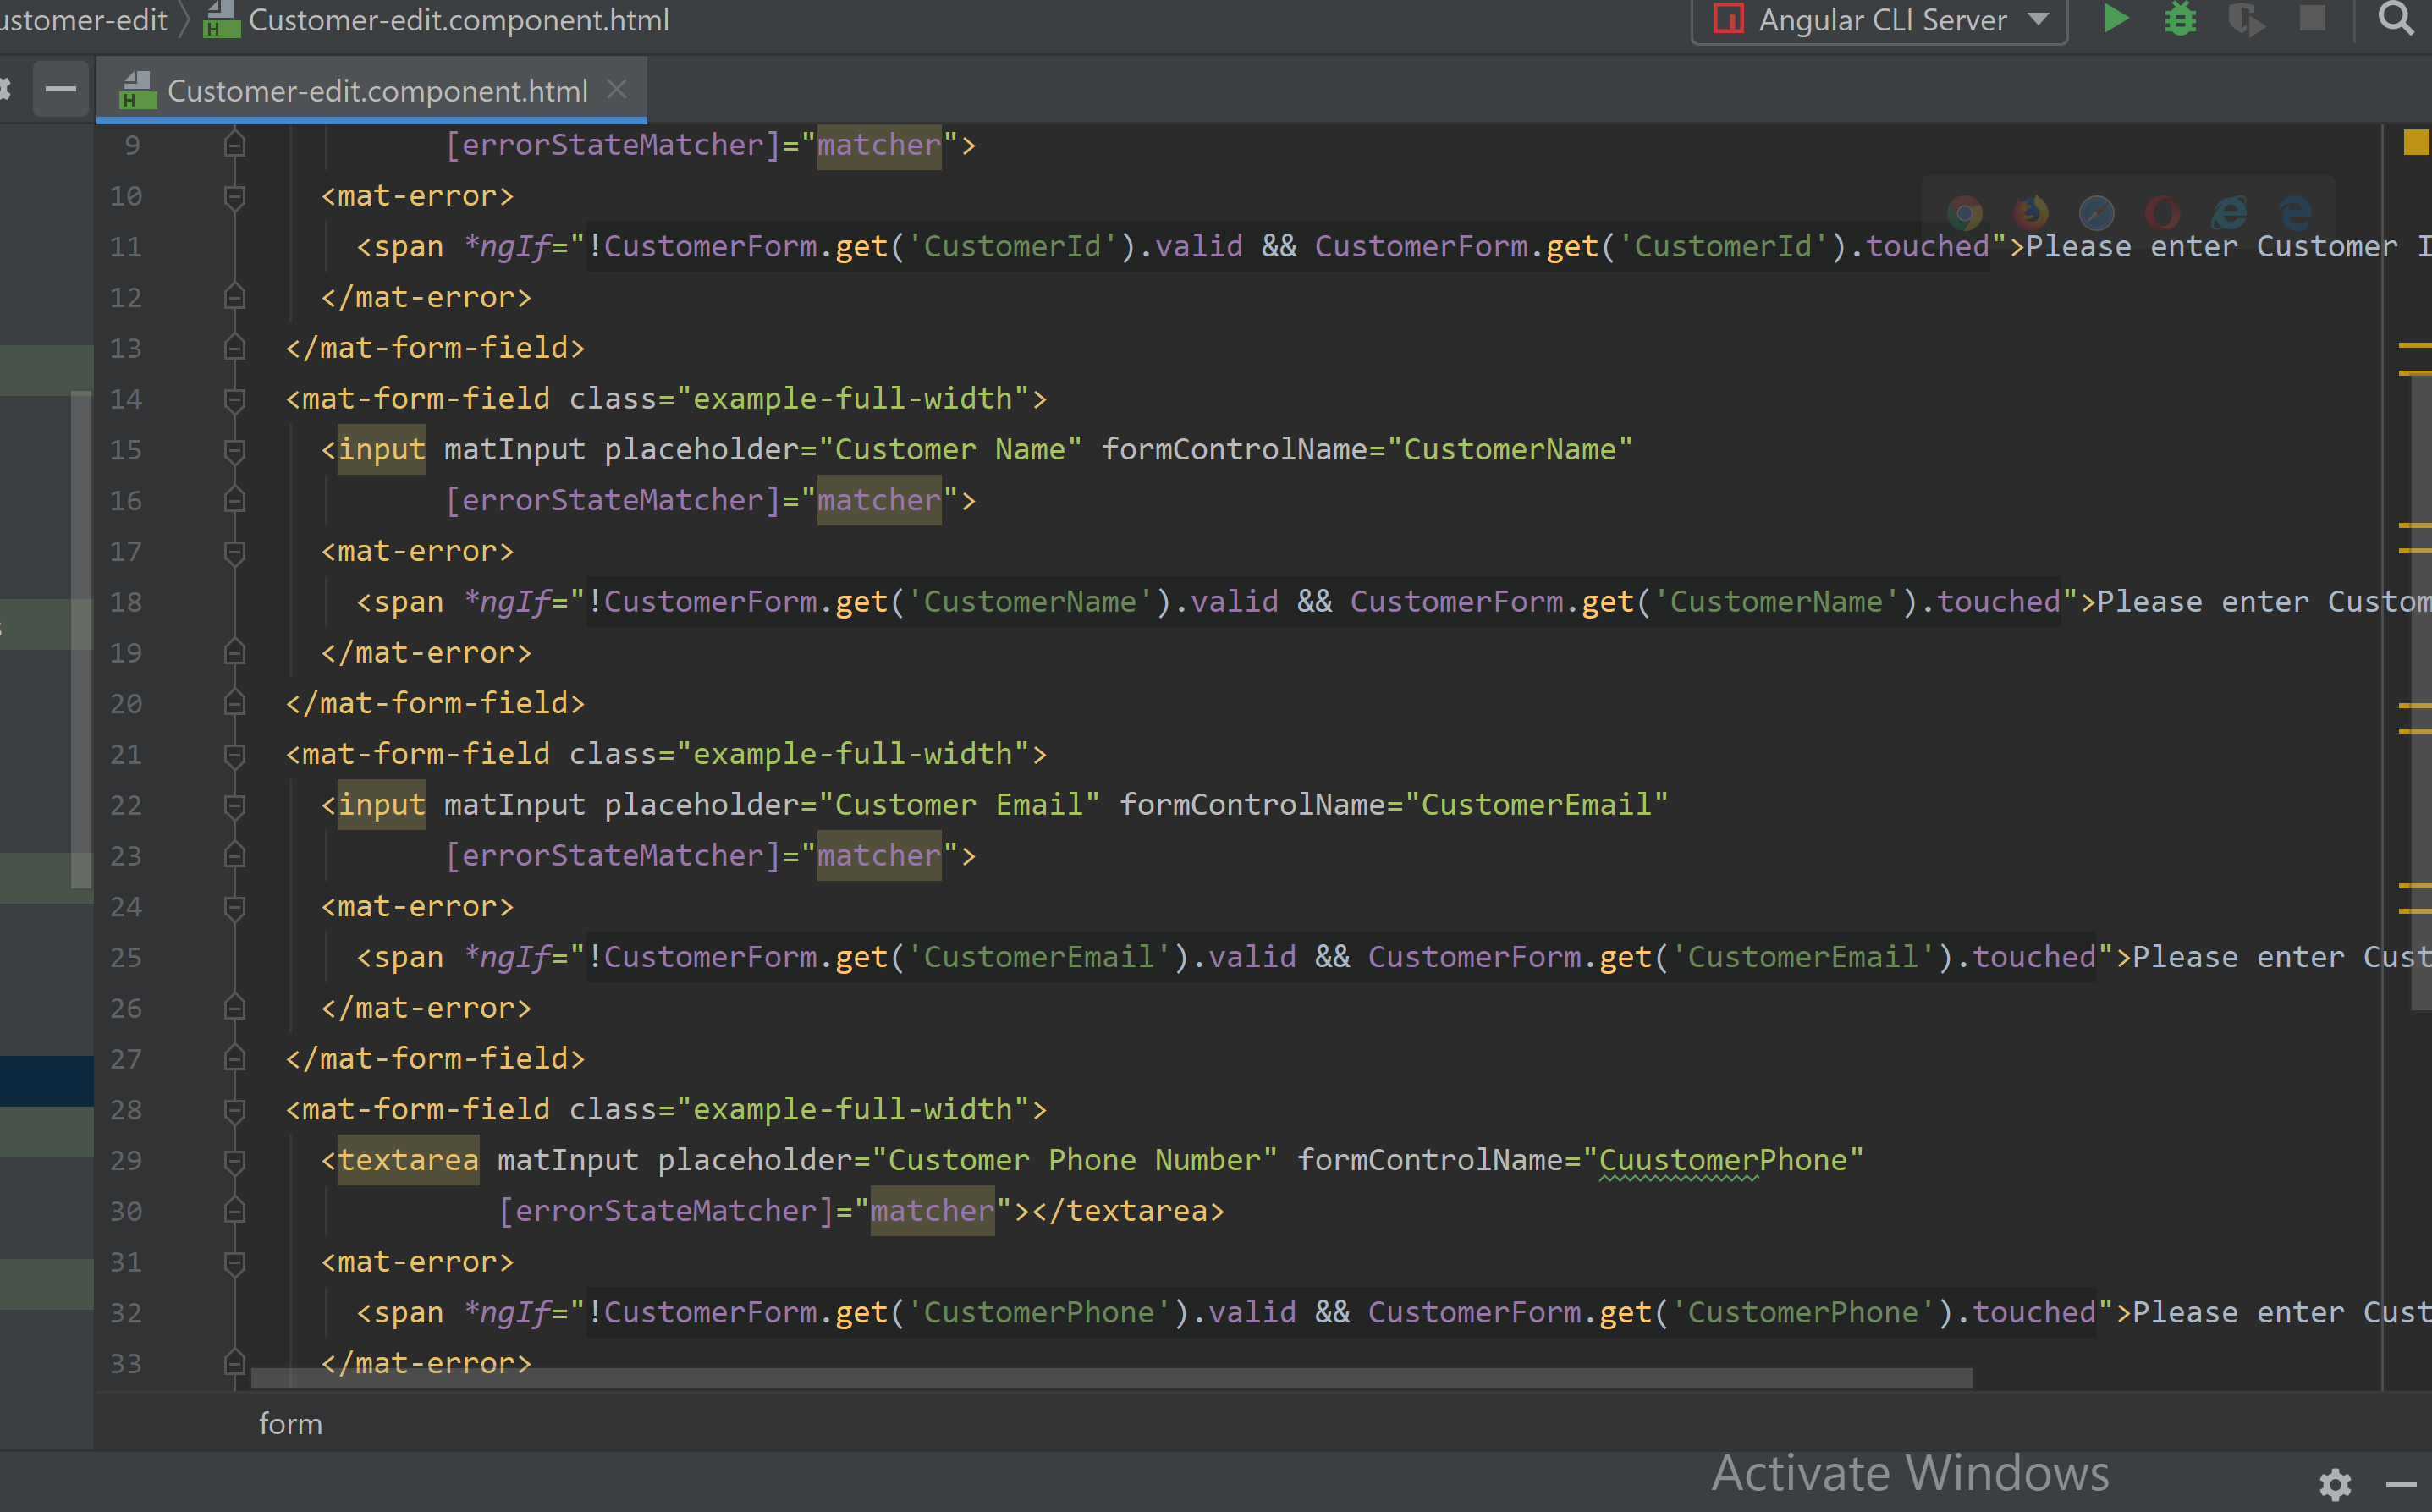 ustomer-edit Customer-edit.component.html Angular CLI Server
Customer-edit.component.html
9 [errorStateMatcher]="matcher">
10 <mat-error>
11 <span *ngIf="!CustomerForm.get('CustomerId').valid && CustomerForm.get('CustomerId').touched">Please enter Customer I
12 </mat-error>
13 </mat-form-field>
14 <mat-form-field class="example-full-width">
15 <input matInput placeholder="Customer Name" formControlName="CustomerName"
16 [errorStateMatcher]="matcher">
17 <mat-error>
18 <span *ngIf="!CustomerForm.get('CustomerName').valid && CustomerForm.get('CustomerName').touched">Please enter Custom
19 </mat-error>
20 </mat-form-field>
21 <mat-form-field class="example-full-width">
22 <input matInput placeholder="Customer Email" formControlName="CustomerEmail"
23 [errorStateMatcher]="matcher">
24 <mat-error>
25 <span *ngIf="!CustomerForm.get('CustomerEmail').valid && CustomerForm.get('CustomerEmail').touched">Please enter Cust
26 </mat-error>
27 </mat-form-field>
28 <mat-form-field class="example-full-width">
29 <textarea matInput placeholder="Customer Phone Number" formControlName="CuustomerPhone"
30 [errorStateMatcher]="matcher"></textarea>
31 <mat-error>
32 <span *ngIf="!CustomerForm.get('CustomerPhone').valid && CustomerForm.get('CustomerPhone').touched">Please enter Cust
33 </mat-error>
form
Activate Windows